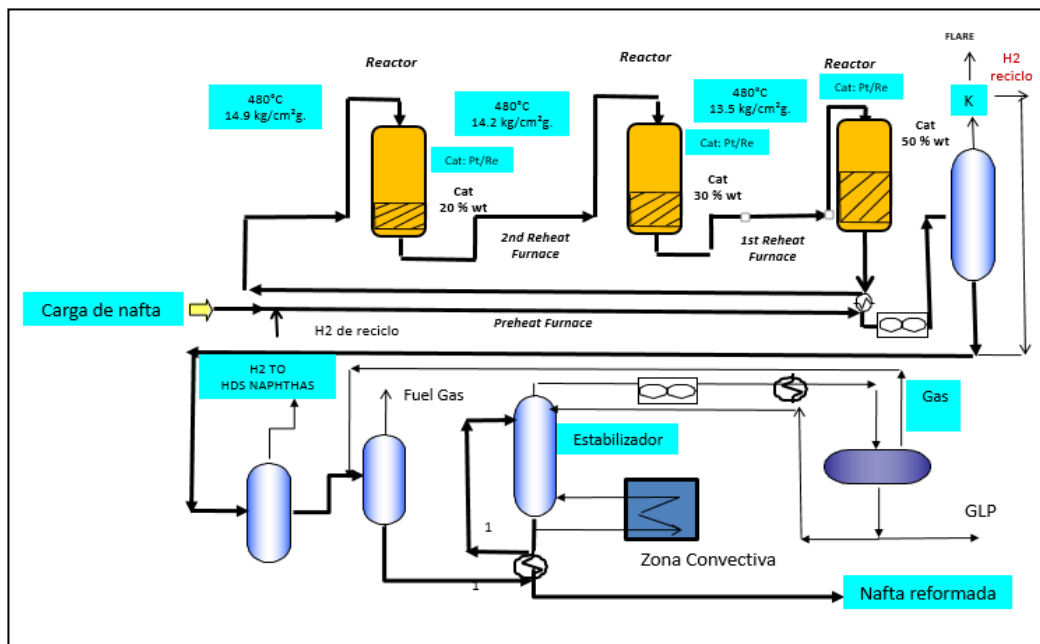 FLARE
H2
reciclo
K
Reactor
Reactor
Reactor
480°C
14.9 kg/cm²g.
480°C
14.2 kg/cm²g.
480°C
13.5 kg/cm²g.
Cat: Pt/Re
Cat: Pt/Re
Cat: Pt/Re
Cat
20 % wt
Cat
30 % wt
Cat
50 % wt
2nd Reheat
Furnace
1st Reheat
Furnace
Carga de nafta
H2 de reciclo
Preheat Furnace
H2 TO
HDS NAPHTHAS
Fuel Gas
Estabilizador
Gas
GLP
1
Zona Convectiva
1
Nafta reformada